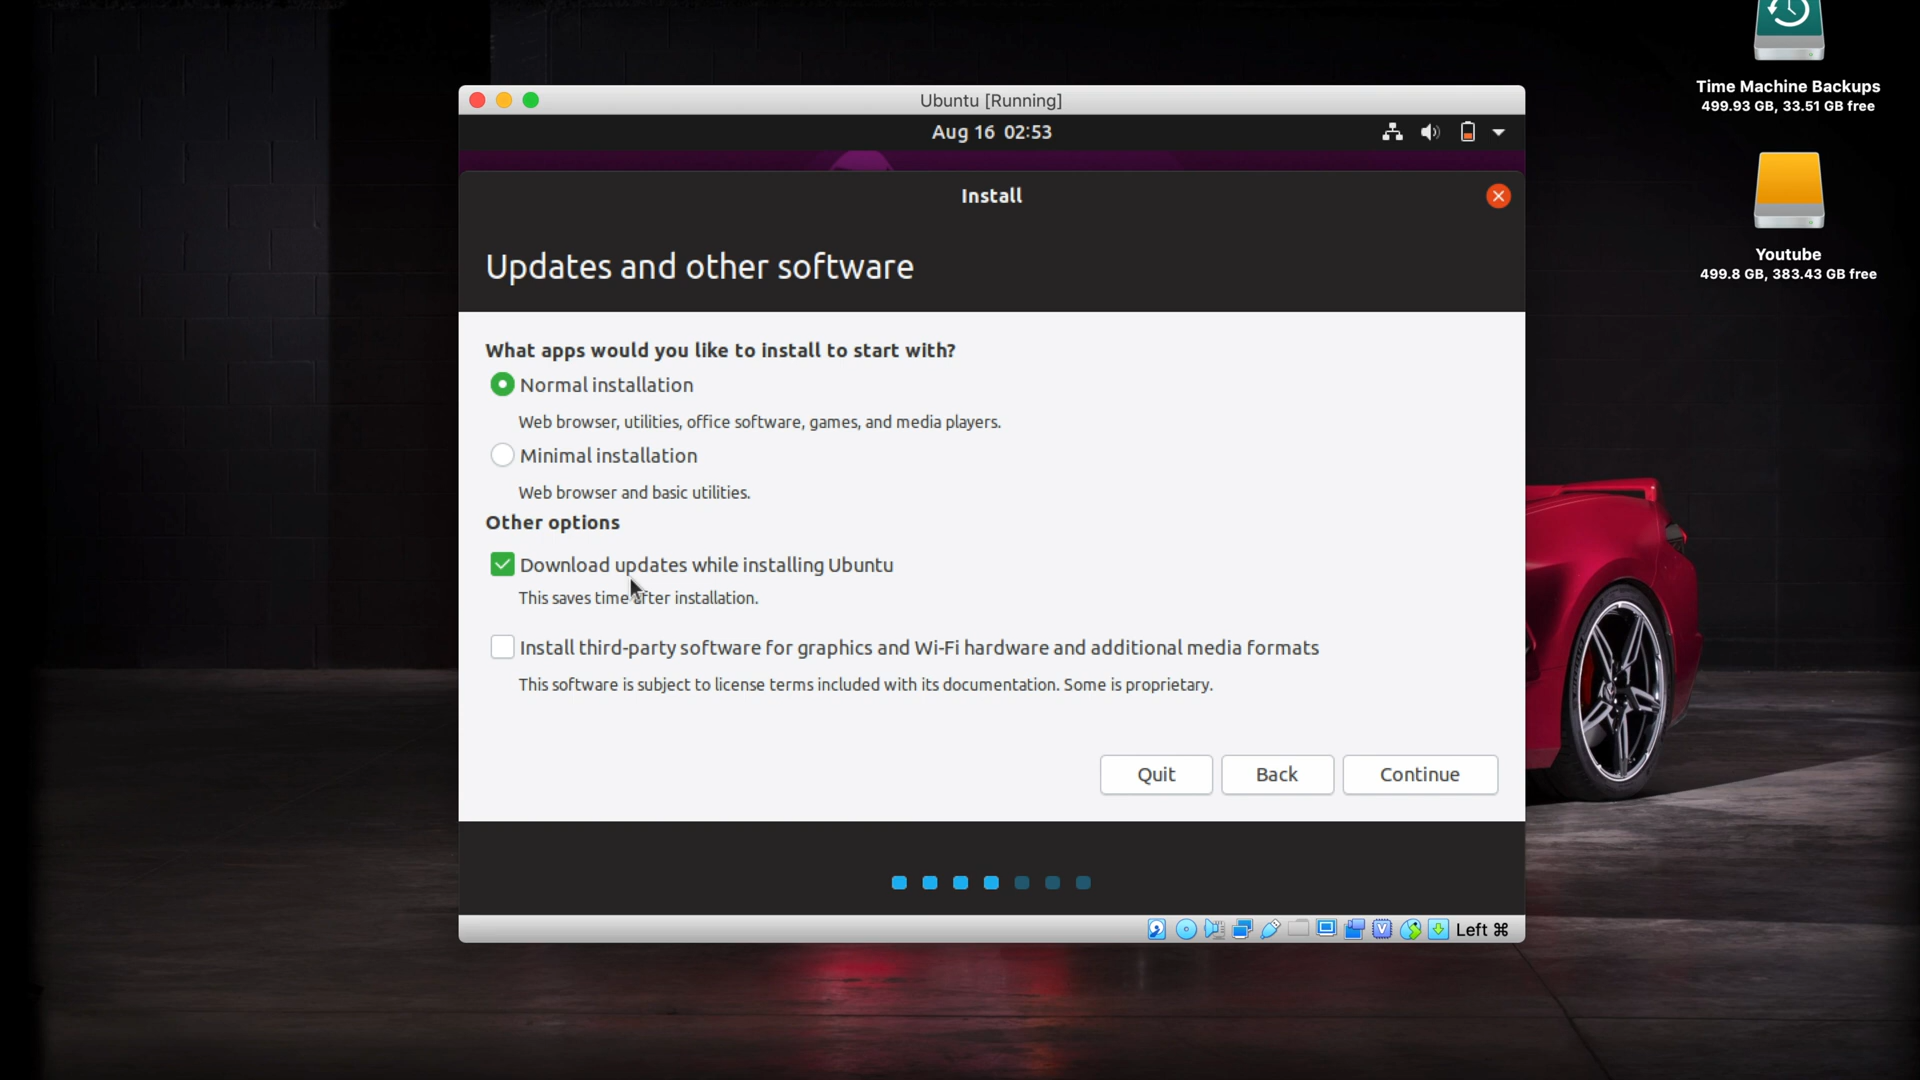 Time Machine Backups
499.93 GB, 33.51 GB free
Youtube
499.8 GB, 383.43 GB free
Ubuntu [Running]
Aug 16 02:53
Install
Updates and other software
What apps would you like to install to start with?
Normal installation
Web browser, utilities, office software, games, and media players.
Minimal installation
Web browser and basic utilities.
Other options
Download updates while installing Ubuntu
This saves time after installation.
Install third-party software for graphics and Wi-Fi hardware and additional media formats
This software is subject to license terms included with its documentation. Some is proprietary.
Quit
Back
Continue
V
Left ⌘